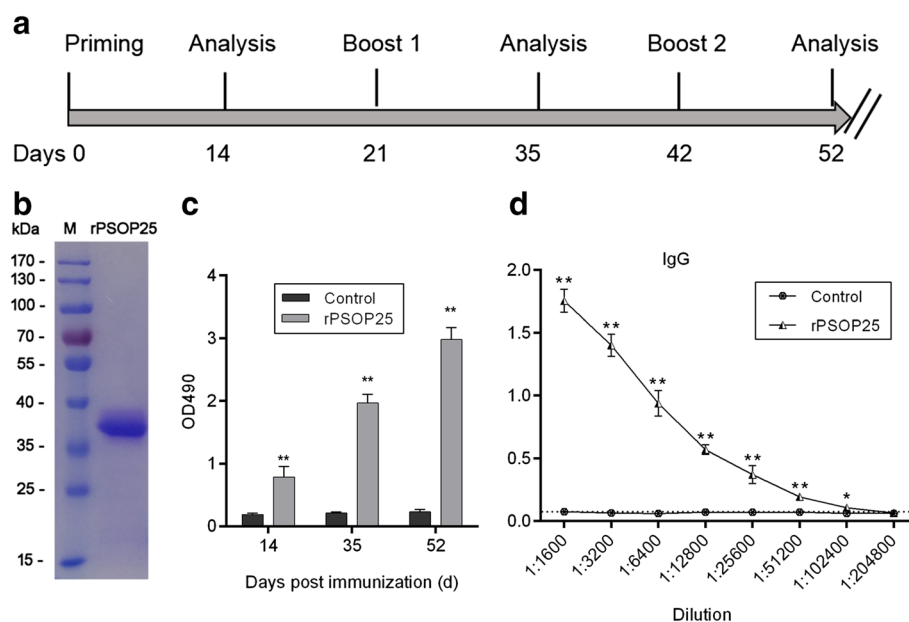 a
Priming Analysis Boost 1 Analysis Boost 2 Analysis
Days 0 14 21 35 42 52
b
kDa M rPSOP25
170 -
130 -
100 -
70 -
55 -
40 -
35 -
25 -
15 -
c
Control
rPSOP25
OD490
4
3
2
1
0
**
**
**
14 35 52
Days post immunization (d)
d
IgG
Control
rPSOP25
2.0
1.5
1.0
0.5
0.0
**
**
**
**
**
**
*
1:1600 1:3200 1:6400 1:12800 1:25600 1:51200 1:102400 1:204800
Dilution